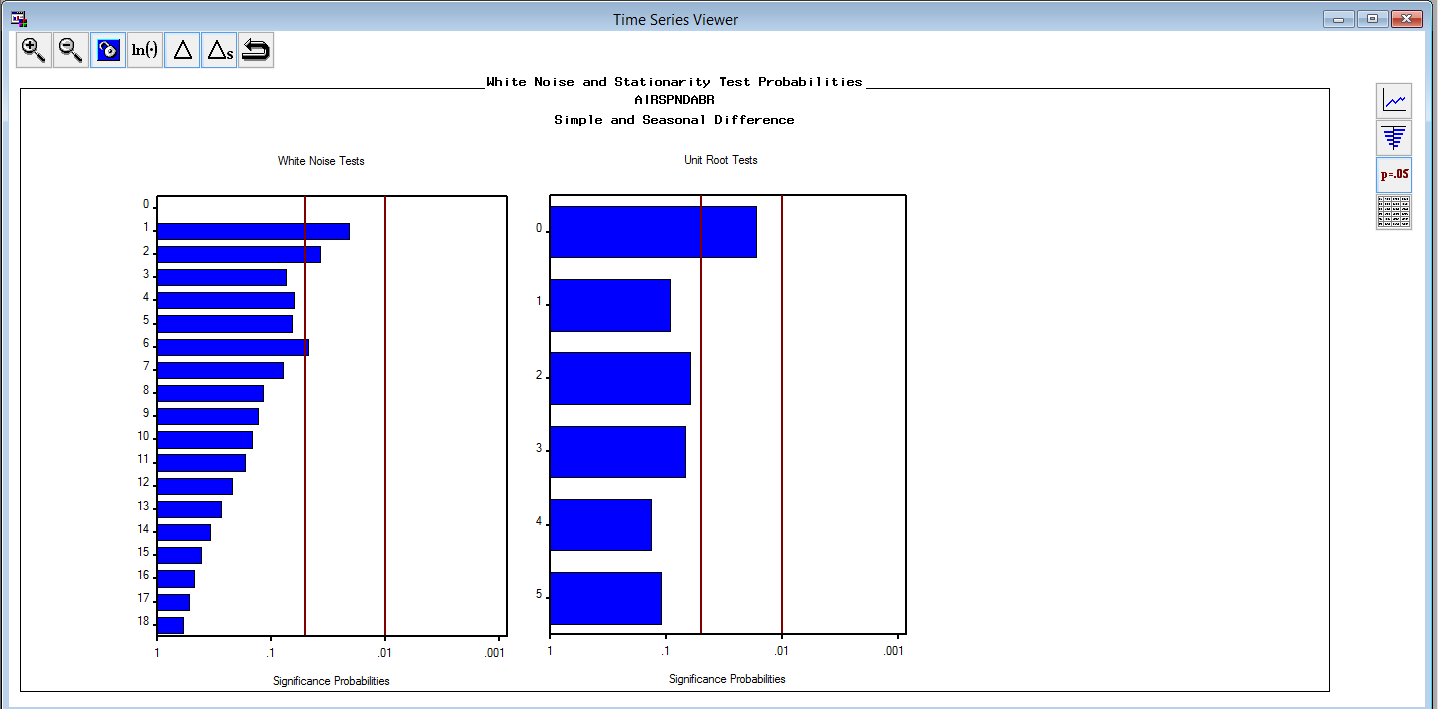 Time Series Viewer
ln(·) Δ Δs
White Noise and Stationarity Test Probabilities
AIRSPNDABR
Simple and Seasonal Difference
p=.05
White Noise Tests
0
1
2
3
4
5
6
7
8
9
10
11
12
13
14
15
16
17
18
1 .1 .01 .001
Significance Probabilities
Unit Root Tests
0
1
2
3
4
5
1 .1 .01 .001
Significance Probabilities